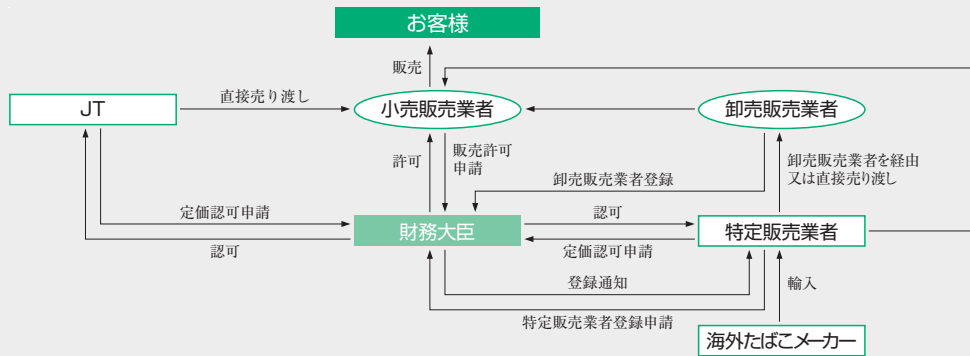 お客様
販売
JT
直接売り渡し
小売販売業者
卸売販売業者
許可
販売許可
申請
卸売販売業者を経由
又は直接売り渡し
卸売販売業者登録
定価認可申請
財務大臣
認可
特定販売業者
認可
定価認可申請
登録通知
輸入
特定販売業者登録申請
海外たばこメーカー